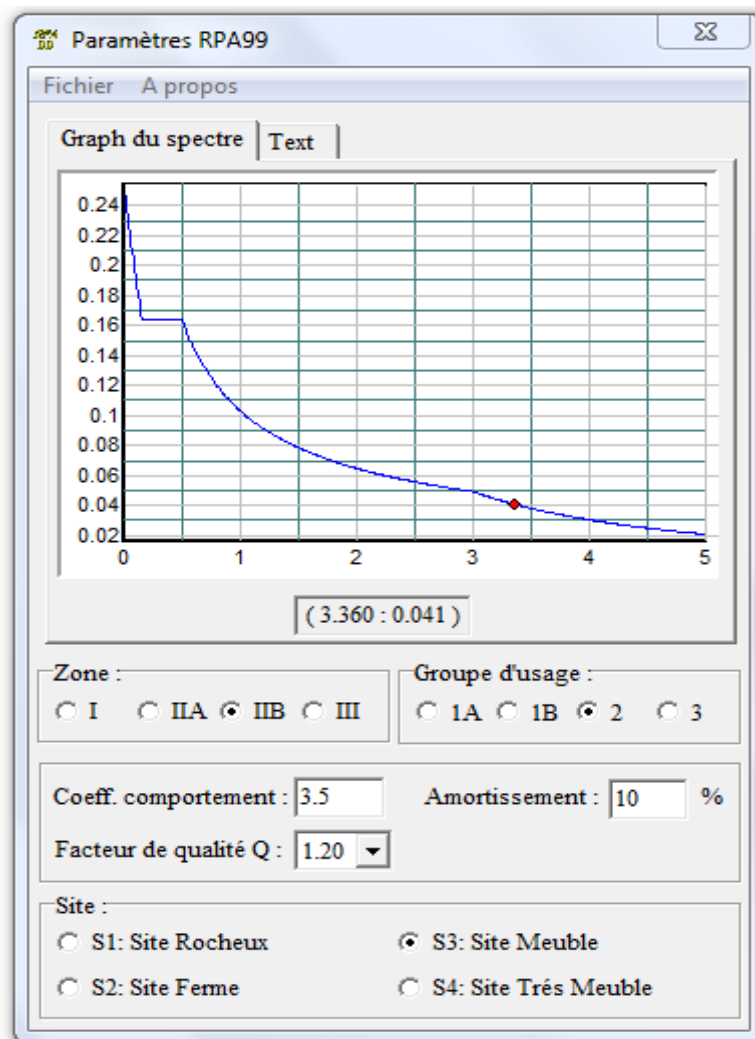 Paramètres RPA99
Fichier A propos
Graph du spectre Text
0.24
0.22
0.2
0.18
0.16
0.14
0.12
0.1
0.08
0.06
0.04
0.02
0 1 2 3 4 5
( 3.360 : 0.041 )
Zone :
I IIA IIB III
Groupe d'usage :
1A 1B 2 3
Coeff. comportement : 3.5 Amortissement : 10 %
Facteur de qualité Q : 1.20
Site :
S1: Site Rocheux S3: Site Meuble
S2: Site Ferme S4: Site Trés Meuble